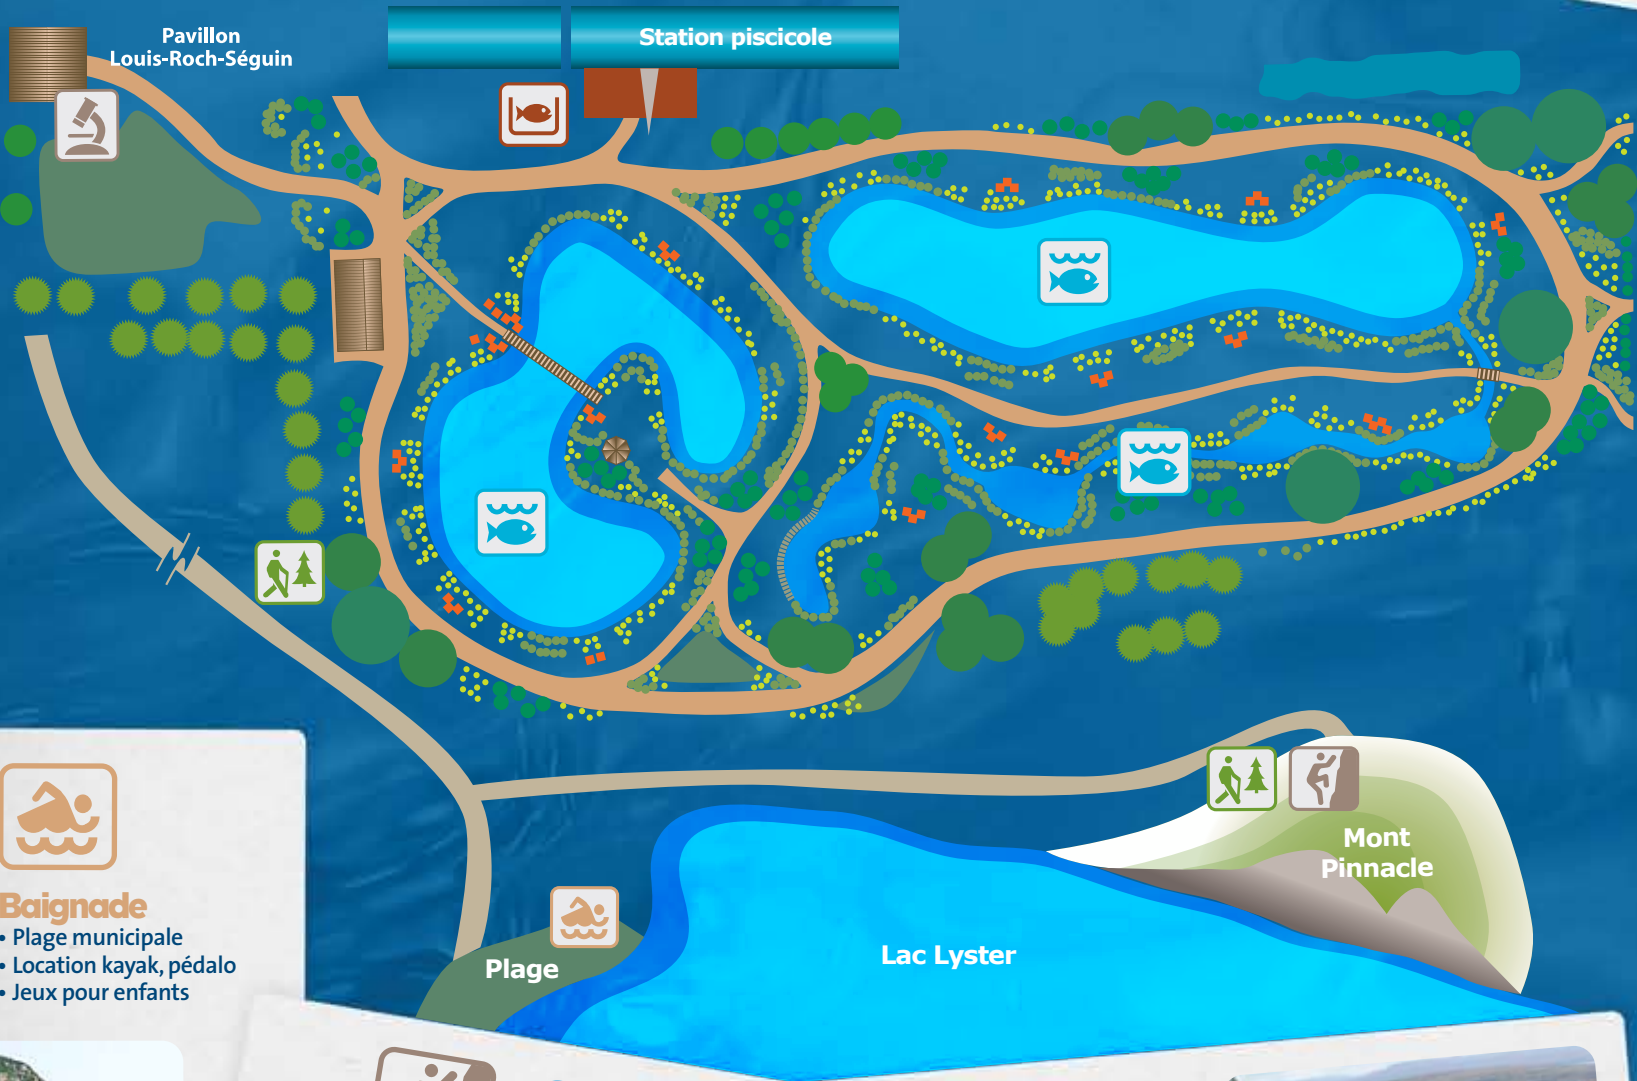 Pavillon
Louis-Roch-Séguin
Station piscicole
Mont
Pinnacle
Lac Lyster
Plage
Baignade
• Plage municipale
• Location kayak, pédalo
• Jeux pour enfants